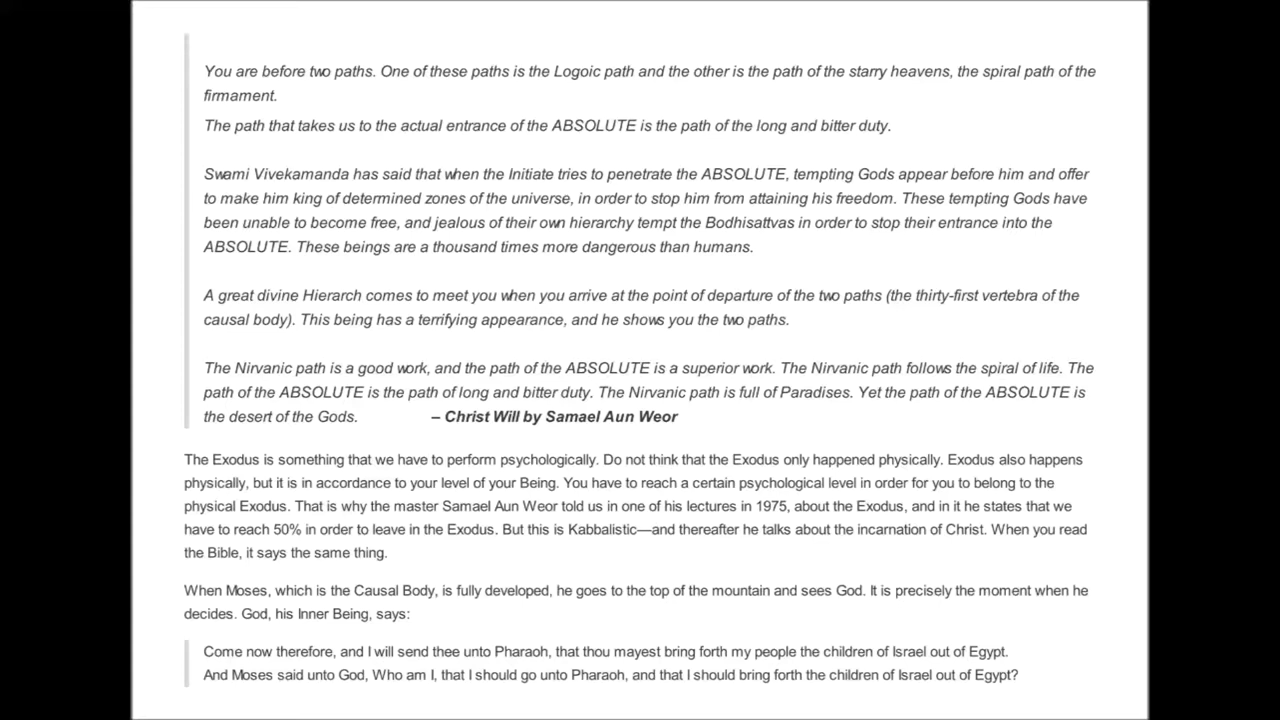 You are before two paths. One of these paths is the Logoic path and the other is the path of the starry heavens, the spiral path of the
firmament.
The path that takes us to the actual entrance of the ABSOLUTE is the path of the long and bitter duty.
Swami Vivekamanda has said that when the Initiate tries to penetrate the ABSOLUTE, tempting Gods appear before him and offer
to make him king of determined zones of the universe, in order to stop him from attaining his freedom. These tempting Gods have
been unable to become free, and jealous of their own hierarchy tempt the Bodhisattvas in order to stop their entrance into the
ABSOLUTE. These beings are a thousand times more dangerous than humans.
A great divine Hierarch comes to meet you when you arrive at the point of departure of the two paths (the thirty-first vertebra of the
causal body). This being has a terrifying appearance, and he shows you the two paths.
The Nirvanic path is a good work, and the path of the ABSOLUTE is a superior work. The Nirvanic path follows the spiral of life. The
path of the ABSOLUTE is the path of long and bitter duty. The Nirvanic path is full of Paradises. Yet the path of the ABSOLUTE is
the desert of the Gods. – Christ Will by Samael Aun Weor
The Exodus is something that we have to perform psychologically. Do not think that the Exodus only happened physically. Exodus also happens
physically, but it is in accordance to your level of your Being. You have to reach a certain psychological level in order for you to belong to the
physical Exodus. That is why the master Samael Aun Weor told us in one of his lectures in 1975, about the Exodus, and in it he states that we
have to reach 50% in order to leave in the Exodus. But this is Kabbalistic—and thereafter he talks about the incarnation of Christ. When you read
the Bible, it says the same thing.
When Moses, which is the Causal Body, is fully developed, he goes to the top of the mountain and sees God. It is precisely the moment when he
decides. God, his Inner Being, says:
Come now therefore, and I will send thee unto Pharaoh, that thou mayest bring forth my people the children of Israel out of Egypt.
And Moses said unto God, Who am I, that I should go unto Pharaoh, and that I should bring forth the children of Israel out of Egypt?